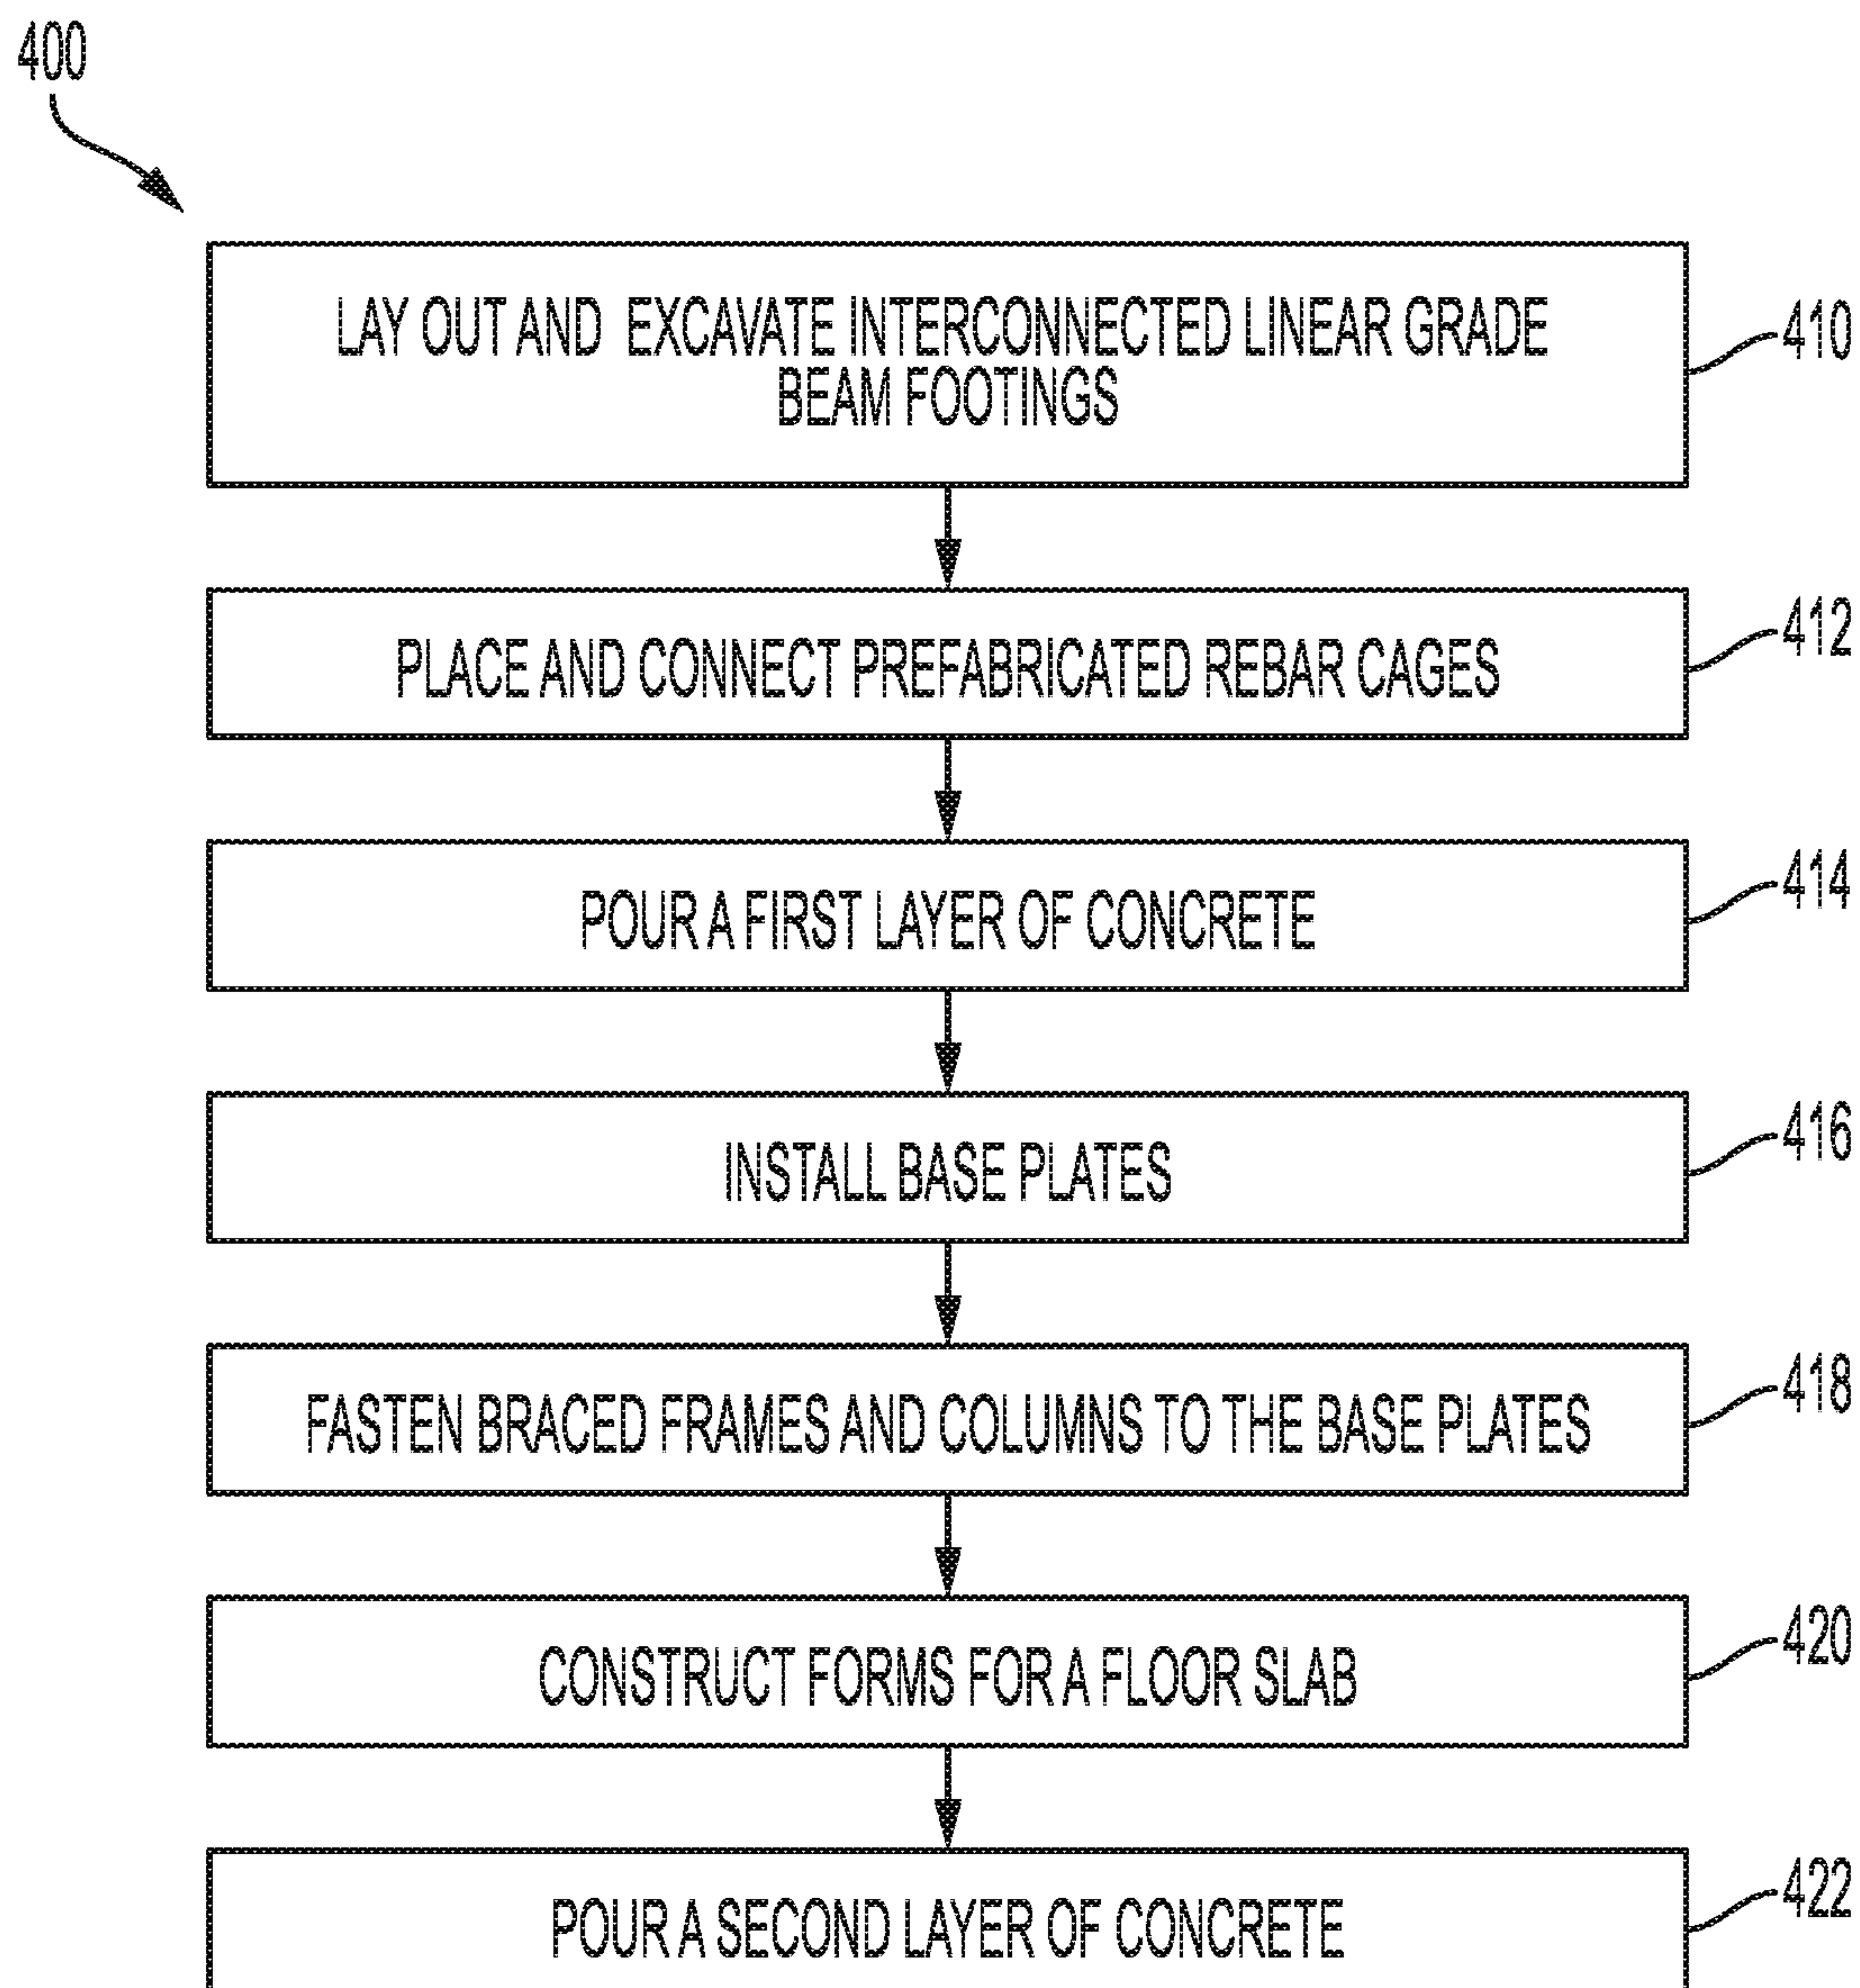 400
LAY OUT AND EXCAVATE INTERCONNECTED LINEAR GRADE
BEAM FOOTINGS
410
PLACE AND CONNECT PREFABRICATED REBAR CAGES
412
POUR A FIRST LAYER OF CONCRETE
414
INSTALL BASE PLATES
416
FASTEN BRACED FRAMES AND COLUMNS TO THE BASE PLATES
418
CONSTRUCT FORMS FOR A FLOOR SLAB
420
POUR A SECOND LAYER OF CONCRETE
422